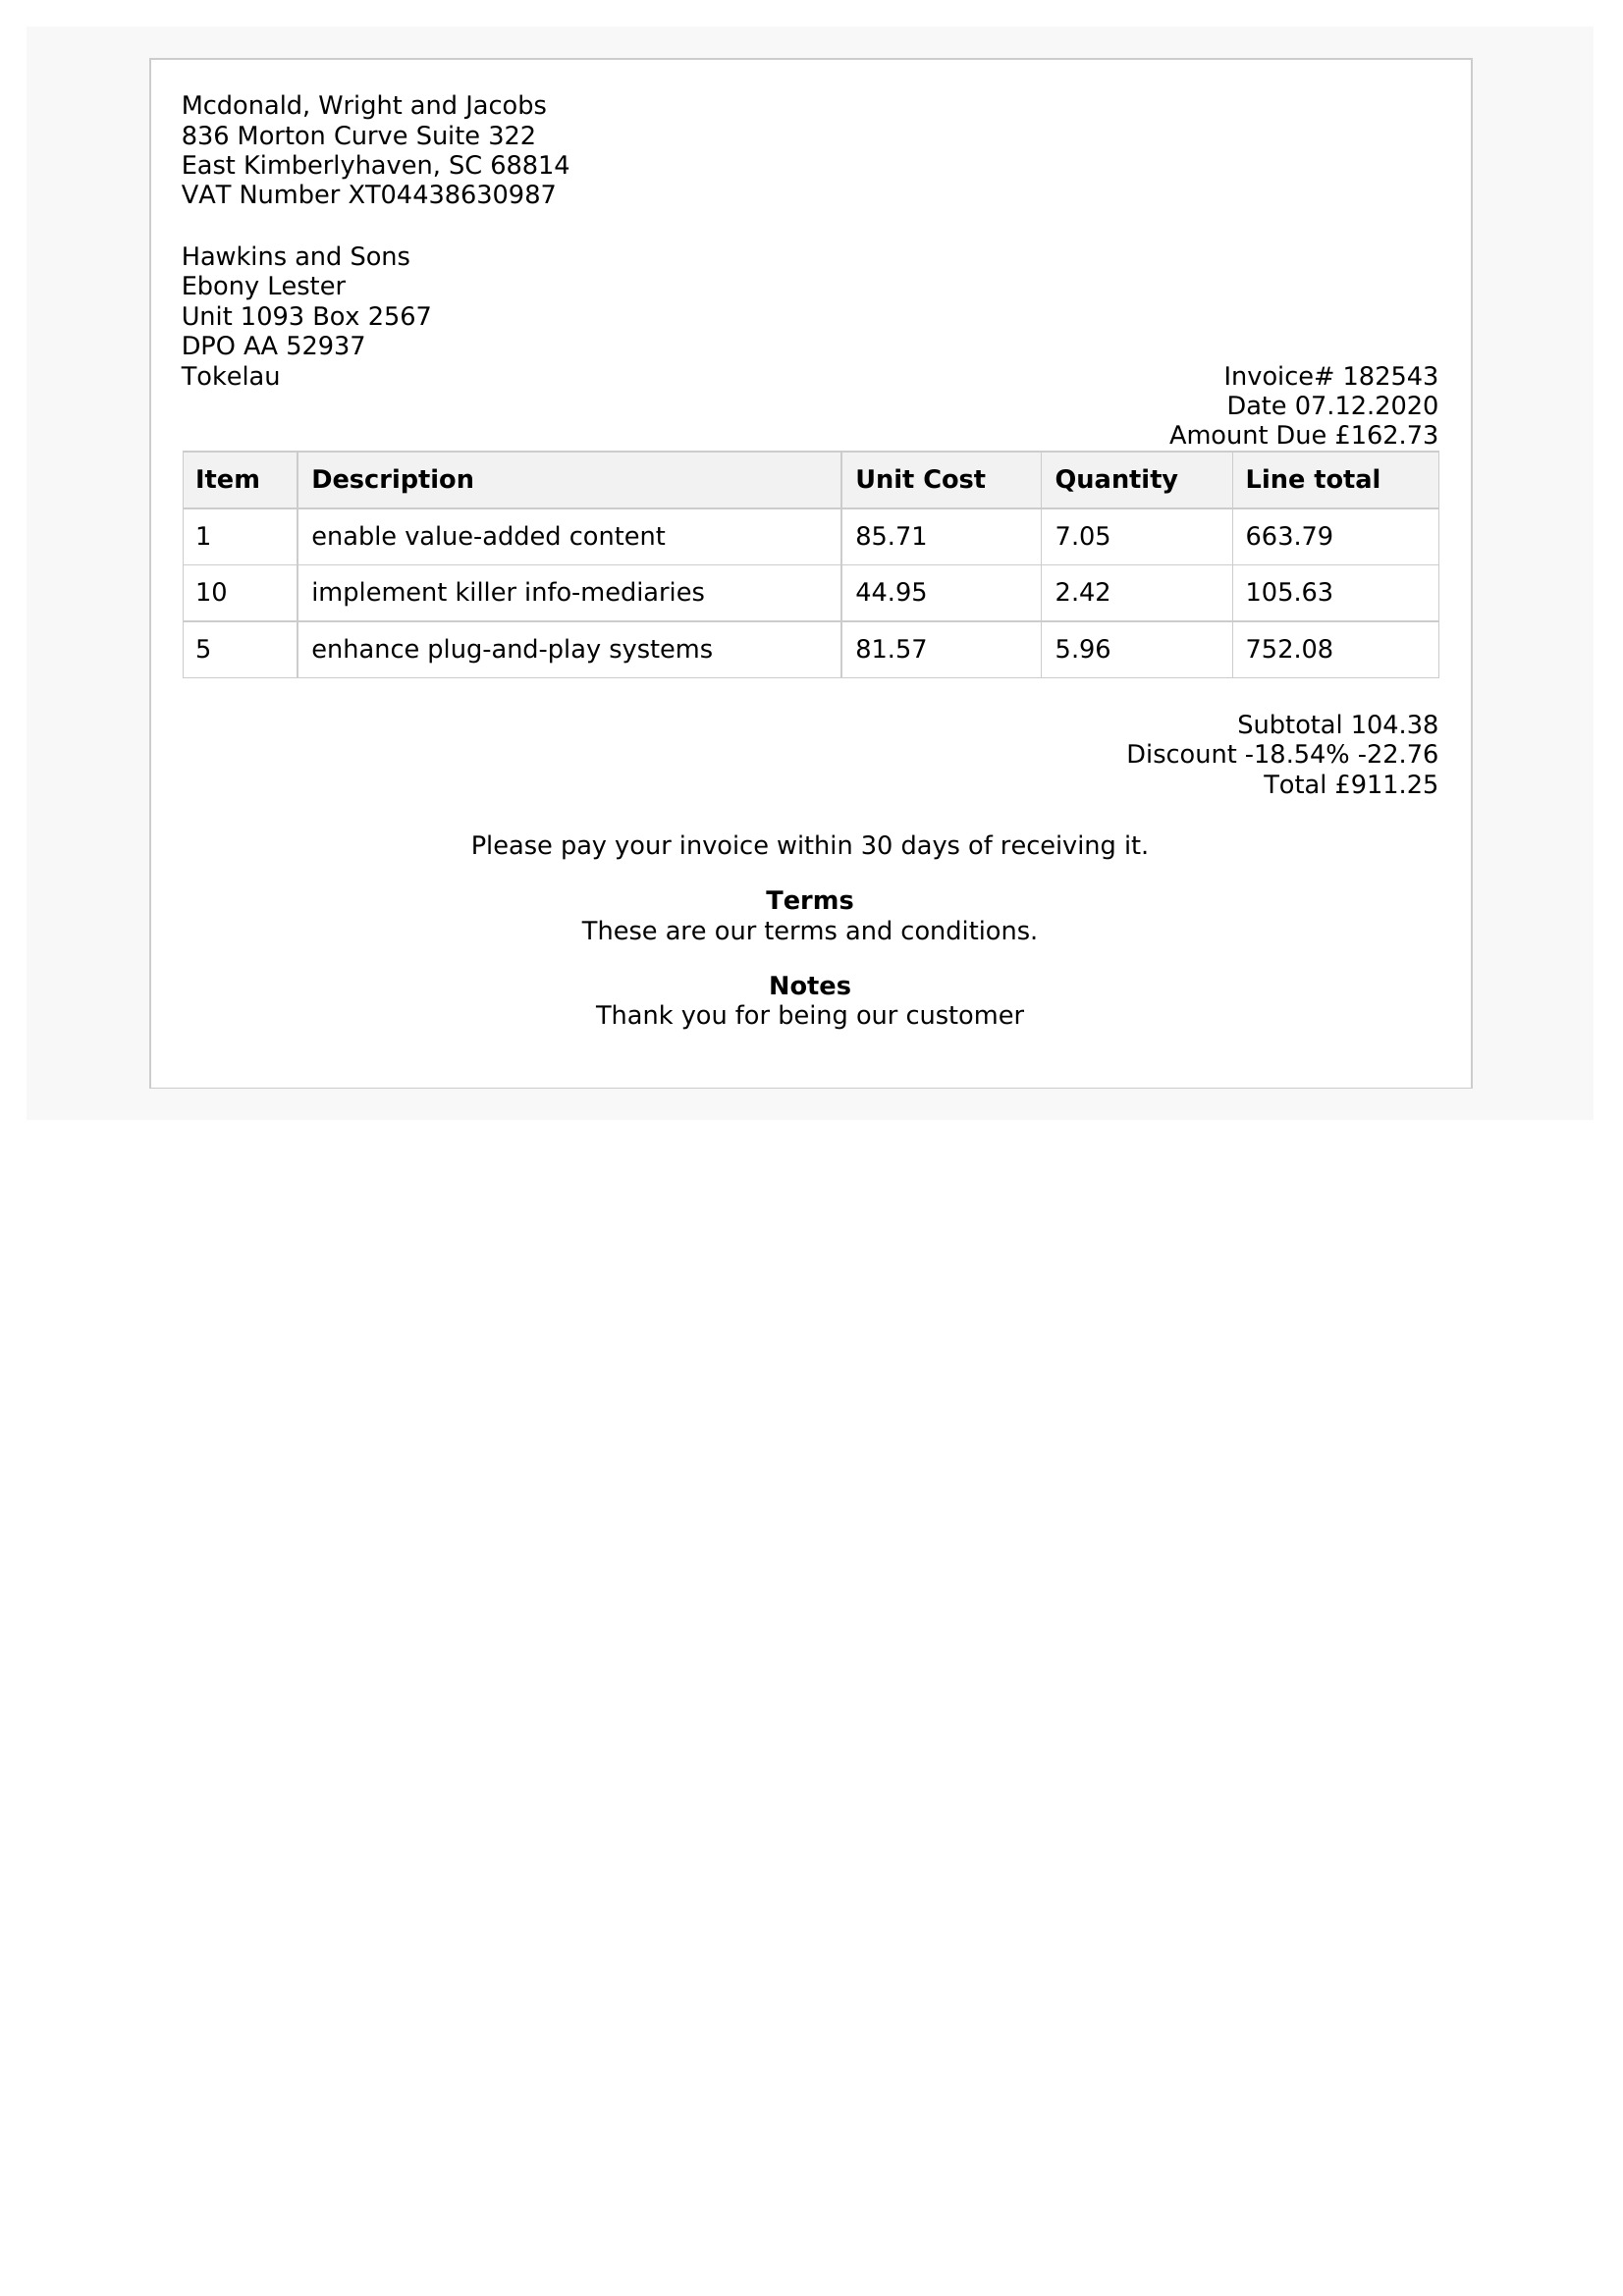 Mcdonald, Wright and Jacobs
836 Morton Curve Suite 322
East Kimberlyhaven, SC 68814
VAT Number XT04438630987
Hawkins and Sons
Ebony Lester
Unit 1093 Box 2567
DPO AA 52937
Tokelau
Invoice# 182543
Date 07.12.2020
Amount Due £162.73
Item Description Unit Cost Quantity Line total
1 enable value-added content 85.71 7.05 663.79
10 implement killer info-mediaries 44.95 2.42 105.63
5 enhance plug-and-play systems 81.57 5.96 752.08
Subtotal 104.38
Discount -18.54% -22.76
Total £911.25
Please pay your invoice within 30 days of receiving it.
Terms
These are our terms and conditions.
Notes
Thank you for being our customer